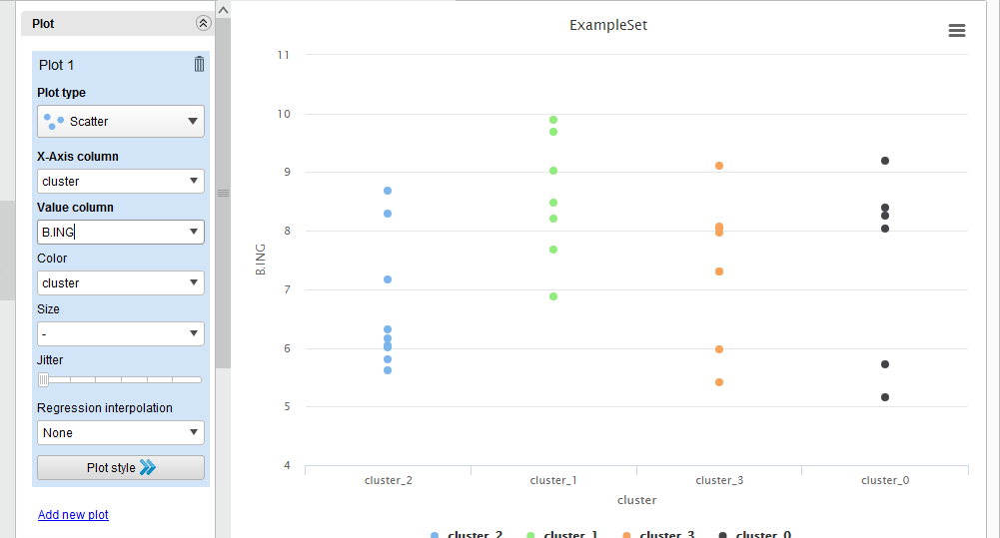 Plot
Plot 1
Plot type
Scatter
X-Axis column
cluster
Value column
B.ING
Color
cluster
Size
-
Jitter
Regression interpolation
None
Plot style
Add new plot
ExampleSet
11
10
9
8
7
6
5
4
B.ING
cluster_2 cluster_1 cluster_3 cluster_0
cluster
cluster_2 cluster_1 cluster_3 cluster_0